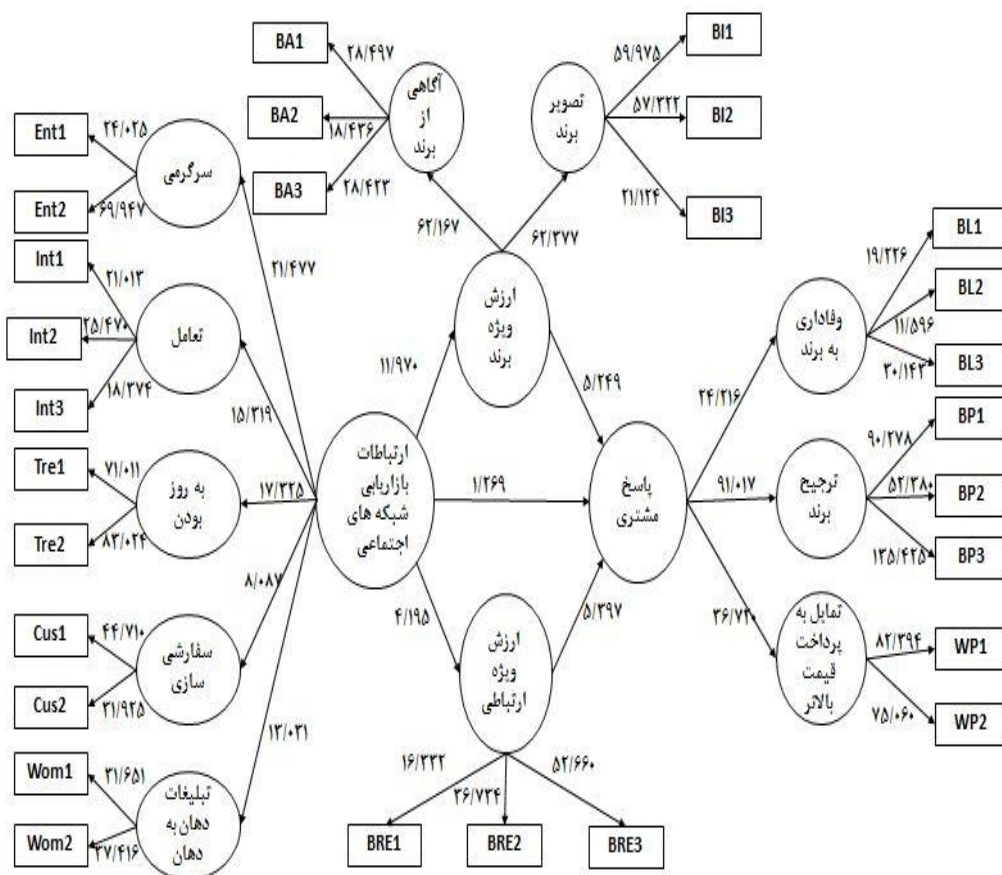 BA1
۲۸/۴۹۷
BA2
۱۸/۴۳۶
BA3
۲۸/۴۲۳
آگاهی
از
برند
۶۲/۱۶۷
BI1
۵۹/۹۷۵
BI2
۵۷/۳۲۲
BI3
۲۱/۱۲۴
تصویر
برند
۶۲/۳۷۷
Ent1
۲۴/۰۲۵
Ent2
۶۹/۹۴۷
سرگرمی
۲۱/۴۷۷
Int1
۲۱/۰۱۳
Int2
۲۵/۴۷۰
Int3
۱۸/۳۷۴
تعامل
۱۵/۳۱۹
Tre1
۷۱/۰۱۱
Tre2
۸۳/۰۲۴
به روز
بودن
۱۷/۳۲۵
Cus1
۴۴/۷۱۰
Cus2
۳۱/۹۲۵
سفارشی
سازی
۸/۰۸۷
Wom1
۳۱/۶۵۱
Wom2
۳۷/۴۱۶
تبلیغات
دهان به
دهان
۱۳/۰۳۱
ارتباطات
بازاریابی
شبکه های
اجتماعی
۱۱/۹۷۰
۱/۲۶۹
۴/۱۹۵
ارزش
ویژه
برند
۵/۲۴۹
ارزش
ویژه
ارتباطی
۵/۳۹۷
۱۶/۳۳۲
۳۶/۷۳۴
۵۲/۶۶۰
BRE1
BRE2
BRE3
پاسخ
مشتری
۲۴/۲۱۶
۹۱/۰۱۷
وفاداری
به برند
BL1
۱۹/۲۲۶
BL2
۱۱/۵۹۶
BL3
۳۰/۱۴۳
ترجیح
برند
BP1
۹۰/۲۷۸
BP2
۵۲/۳۸۰
BP3
۱۳۵/۴۲۵
تمایل به
پرداخت
قیمت
بالاتر
WP1
۸۲/۳۹۴
WP2
۷۵/۰۶۰